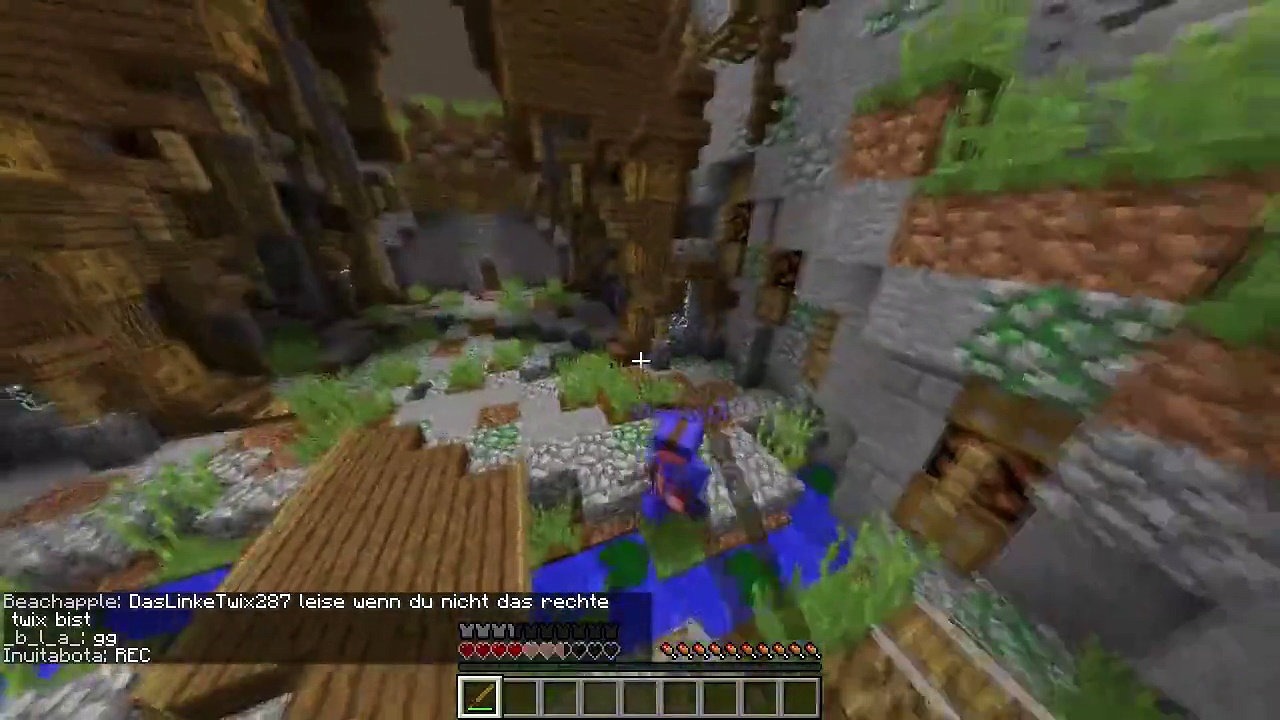 Beachapple: DasLinkeTwix287 leise wenn du nicht das rechte
twix bist
_b_l_a_: gg
Inuitabota: REC